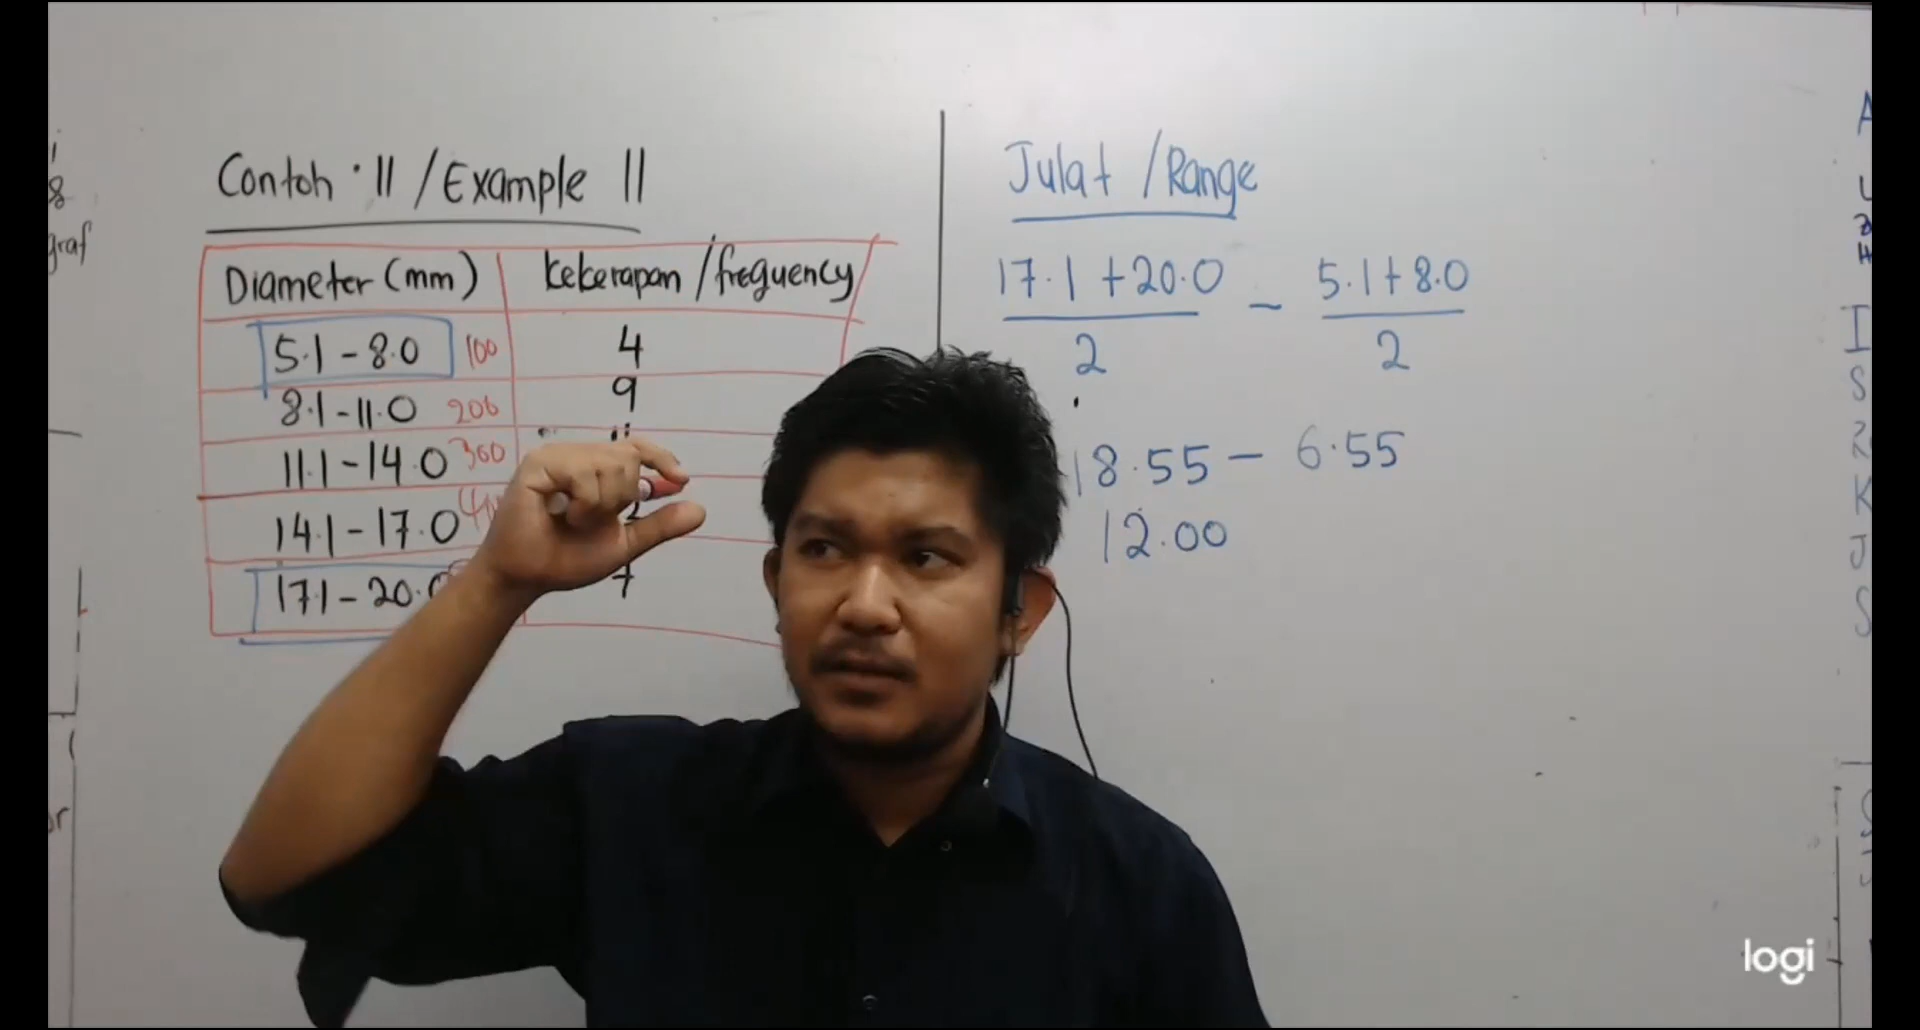 graf
Contoh 11 / Example 11
Diameter (mm) kekerapan / frequency
5.1 - 8.0 100 4
8.1 - 11.0 200 9
11.1 - 14.0 300
14.1 - 17.0
17.1 - 20.0 7
Julat / Range
17.1 + 20.0 - 5.1 + 8.0
2 2
18.55 - 6.55
12.00
logi